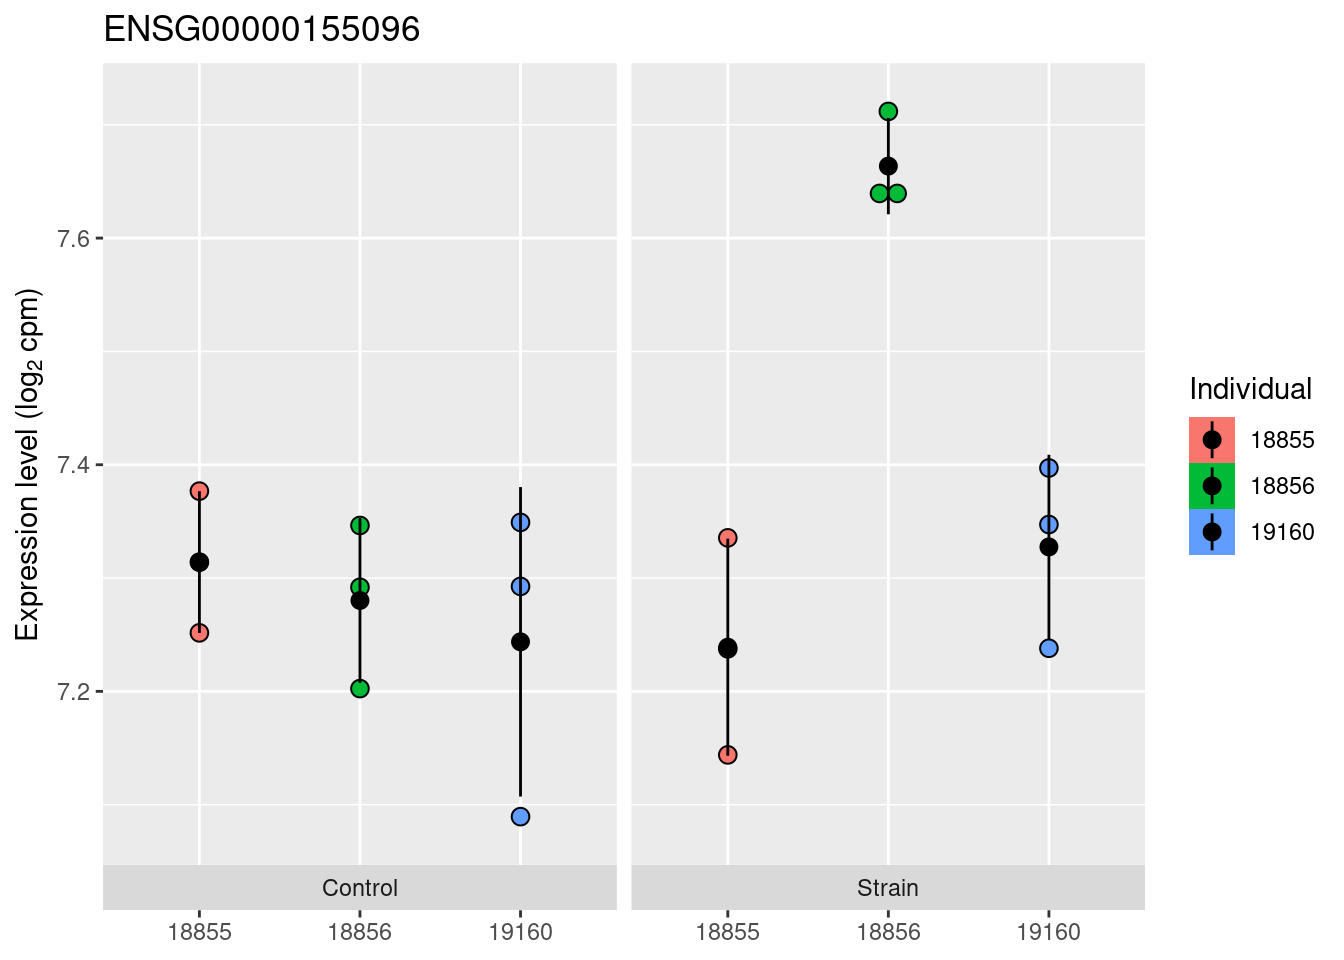 ENSG00000155096
Expression level (log₂ cpm)
7.6
7.4
7.2
Control
Strain
18855
18856
19160
18855
18856
19160
Individual
18855
18856
19160